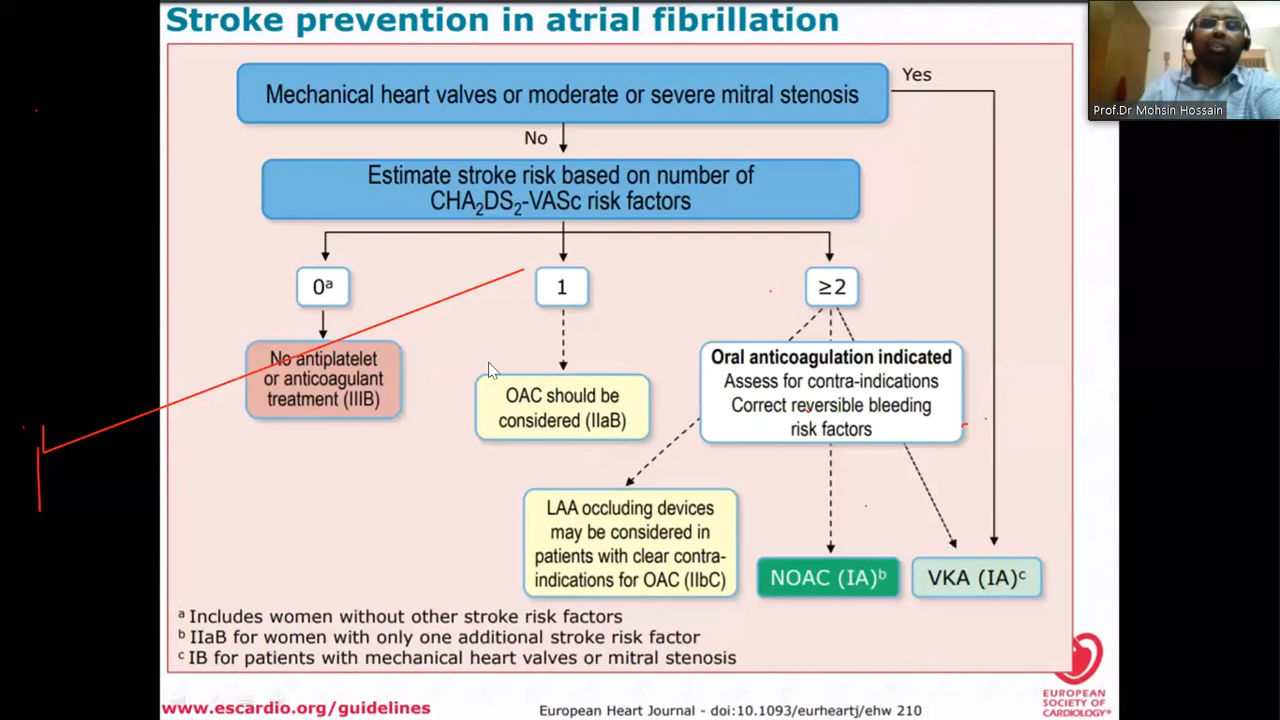 Stroke prevention in atrial fibrillation
Prof.Dr Mohsin Hossain
Mechanical heart valves or moderate or severe mitral stenosis
Yes
No
Estimate stroke risk based on number of
CHA₂DS₂-VASc risk factors
0ᵃ
1
≥2
No antiplatelet
or anticoagulant
treatment (IIIB)
OAC should be
considered (IIaB)
Oral anticoagulation indicated
Assess for contra-indications
Correct reversible bleeding
risk factors
LAA occluding devices
may be considered in
patients with clear contra-
indications for OAC (IIbC)
NOAC (IA)ᵇ
VKA (IA)ᶜ
ᵃ Includes women without other stroke risk factors
ᵇ IIaB for women with only one additional stroke risk factor
ᶜ IB for patients with mechanical heart valves or mitral stenosis
www.escardio.org/guidelines
European Heart Journal - doi:10.1093/eurheartj/ehw 210
EUROPEAN
SOCIETY OF
CARDIOLOGY®